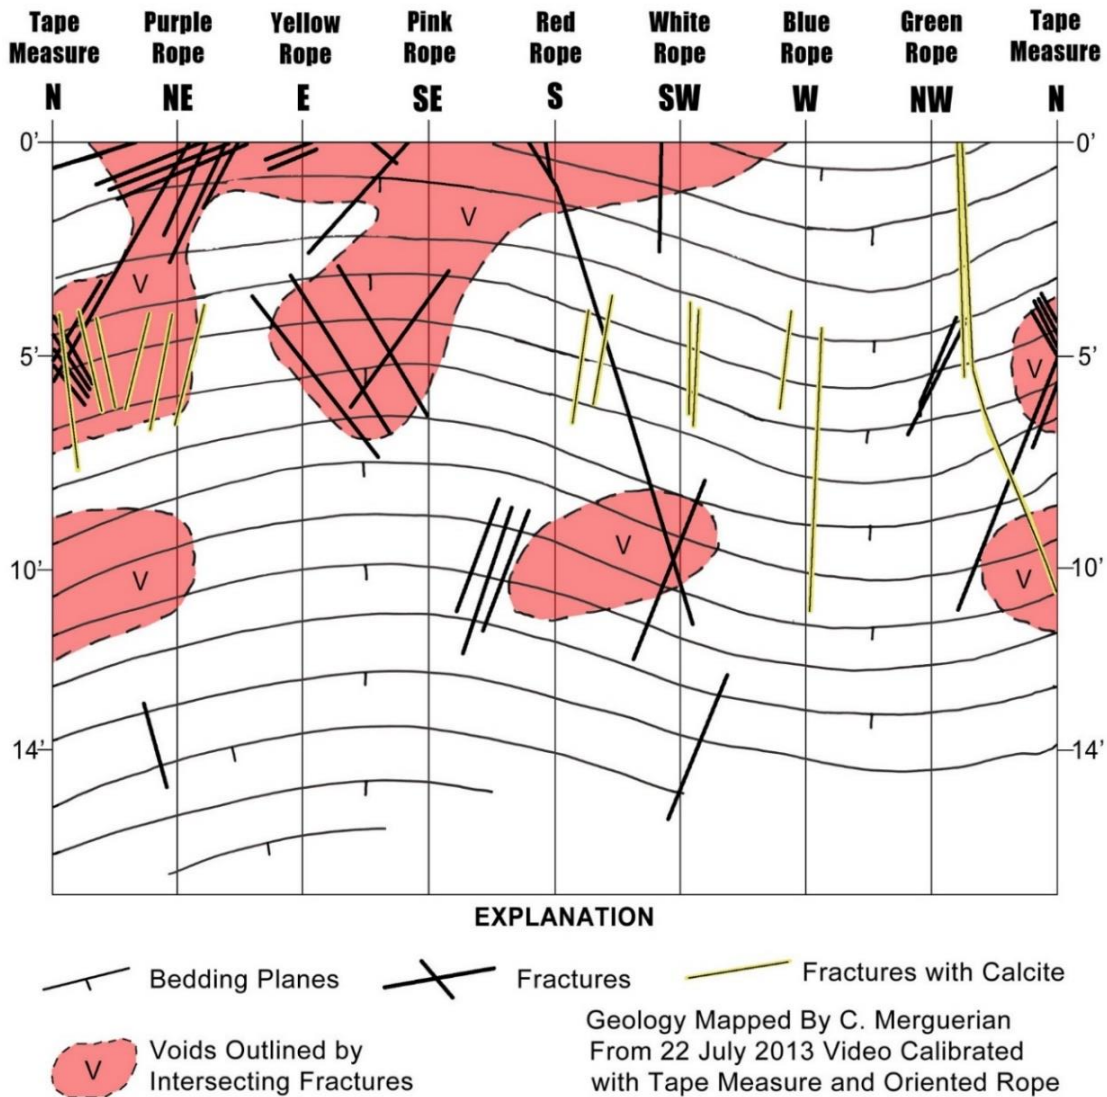 Tape Measure
Purple Rope
Yellow Rope
Pink Rope
Red Rope
White Rope
Blue Rope
Green Rope
Tape Measure
N NE E SE S SW W NW N
0' 0'
V
V
5' 5'
V
V
10' 10'
V
V
14' 14'
EXPLANATION
Bedding Planes
Fractures
Fractures with Calcite
V
Voids Outlined by
Intersecting Fractures
Geology Mapped By C. Merguerian
From 22 July 2013 Video Calibrated
with Tape Measure and Oriented Rope